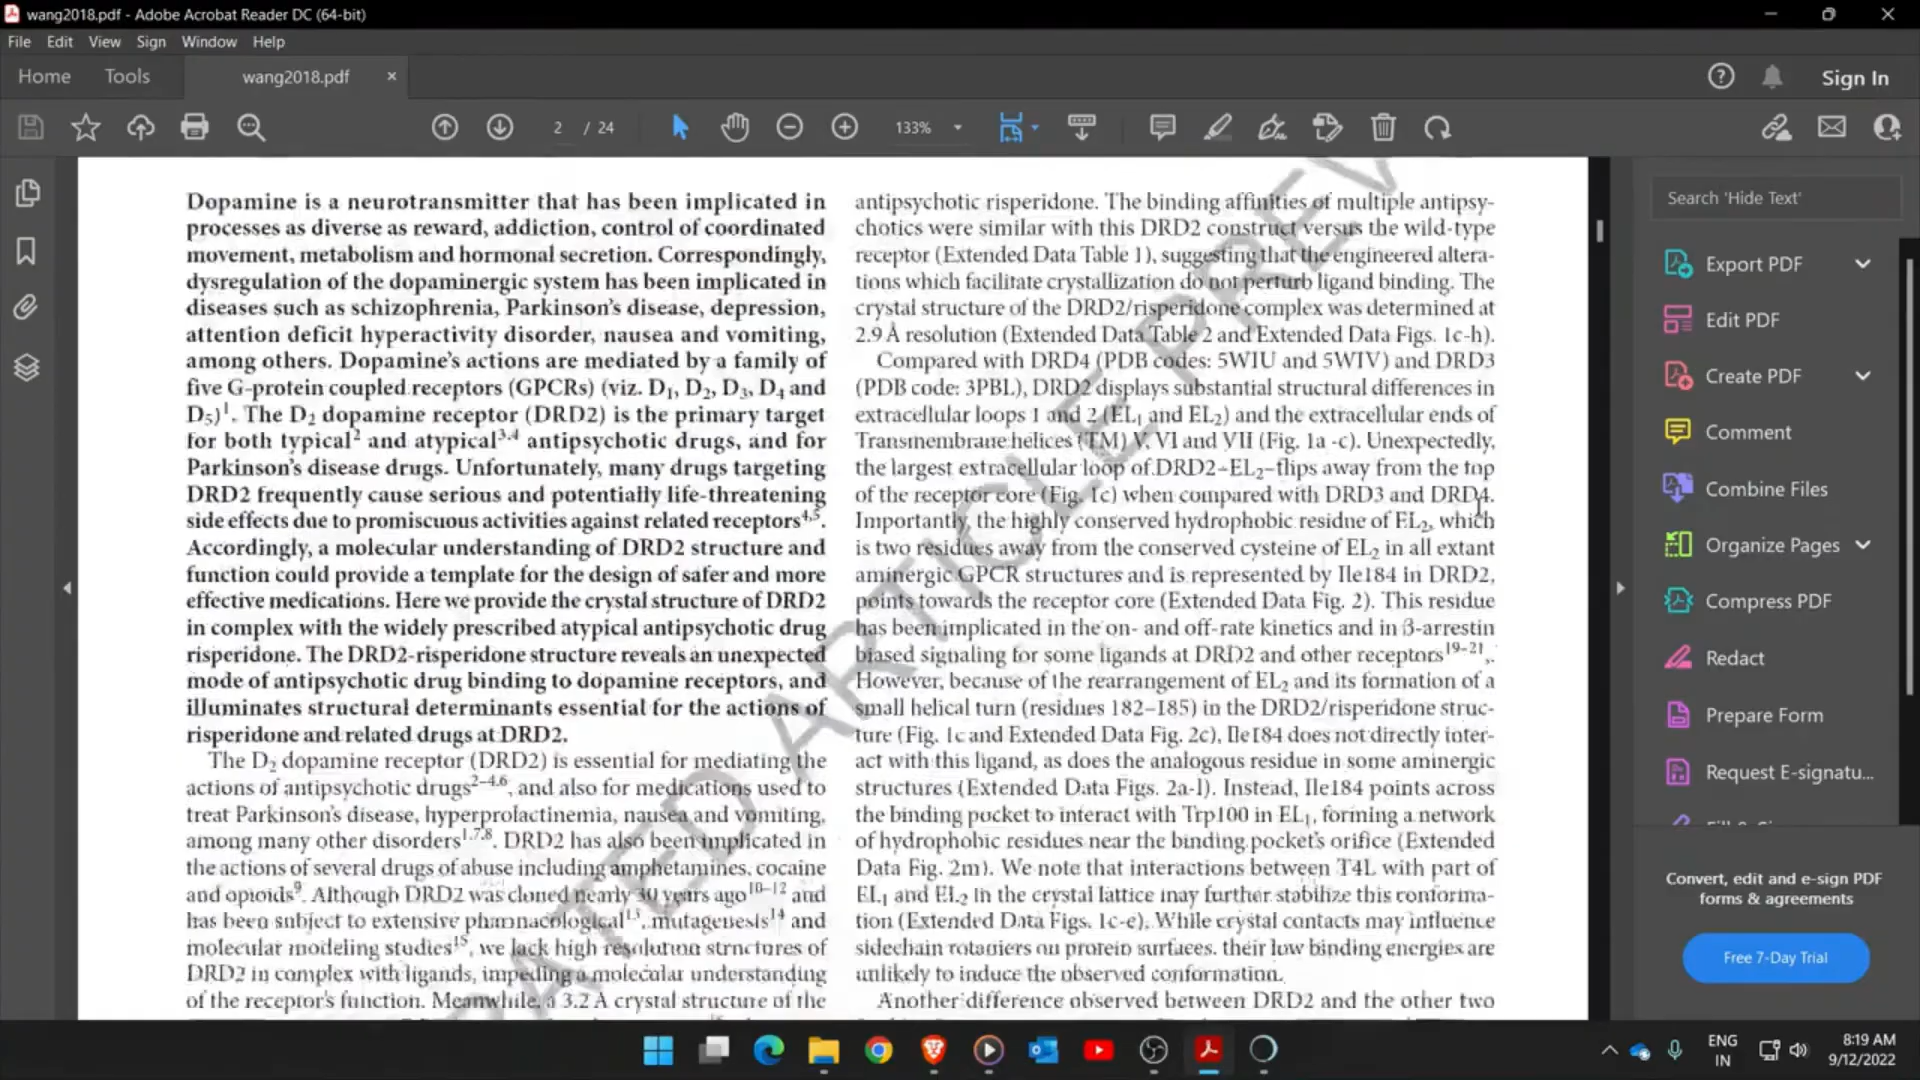 wang2018.pdf - Adobe Acrobat Reader DC (64-bit)
File Edit View Sign Window Help
Home Tools wang2018.pdf Sign In
2 / 24 133%
Dopamine is a neurotransmitter that has been implicated in
processes as diverse as reward, addiction, control of coordinated
movement, metabolism and hormonal secretion. Correspondingly,
dysregulation of the dopaminergic system has been implicated in
diseases such as schizophrenia, Parkinson's disease, depression,
attention deficit hyperactivity disorder, nausea and vomiting,
among others. Dopamine's actions are mediated by a family of
five G-protein coupled receptors (GPCRs) (viz. D1, D2, D3, D4 and
D5)1. The D2 dopamine receptor (DRD2) is the primary target
for both typical2 and atypical3,4 antipsychotic drugs, and for
Parkinson's disease drugs. Unfortunately, many drugs targeting
DRD2 frequently cause serious and potentially life-threatening
side effects due to promiscuous activities against related receptors4,5.
Accordingly, a molecular understanding of DRD2 structure and
function could provide a template for the design of safer and more
effective medications. Here we provide the crystal structure of DRD2
in complex with the widely prescribed atypical antipsychotic drug
risperidone. The DRD2-risperidone structure reveals an unexpected
mode of antipsychotic drug binding to dopamine receptors, and
illuminates structural determinants essential for the actions of
risperidone and related drugs at DRD2.
The D2 dopamine receptor (DRD2) is essential for mediating the
actions of antipsychotic drugs2-4,6, and also for medications used to
treat Parkinson's disease, hyperprolactinemia, nausea and vomiting,
among many other disorders1,7,8. DRD2 has also been implicated in
the actions of several drugs of abuse including amphetamines, cocaine
and opioids9. Although DRD2 was cloned nearly 30 years ago10-12 and
has been subject to extensive pharmacological13, mutagenesis14 and
molecular modeling studies15, we lack high resolution structures of
DRD2 in complex with ligands, impeding a molecular understanding
of the receptor's function. Meanwhile, a 3.2 Å crystal structure of the
antipsychotic risperidone. The binding affinities of multiple antipsy-
chotics were similar with this DRD2 construct versus the wild-type
receptor (Extended Data Table 1), suggesting that the engineered altera-
tions which facilitate crystallization do not perturb ligand binding. The
crystal structure of the DRD2/risperidone complex was determined at
2.9 Å resolution (Extended Data Table 2 and Extended Data Figs. 1c-h).
Compared with DRD4 (PDB codes: 5WIU and 5WIV) and DRD3
(PDB code: 3PBL), DRD2 displays substantial structural differences in
extracellular loops 1 and 2 (EL1 and EL2) and the extracellular ends of
Transmembrane helices (TM) V, VI and VII (Fig. 1a -c). Unexpectedly,
the largest extracellular loop of DRD2–EL2–flips away from the top
of the receptor core (Fig. 1c) when compared with DRD3 and DRD4.
Importantly, the highly conserved hydrophobic residue of EL2, which
is two residues away from the conserved cysteine of EL2 in all extant
aminergic GPCR structures and is represented by Ile184 in DRD2,
points towards the receptor core (Extended Data Fig. 2). This residue
has been implicated in the on- and off-rate kinetics and in β-arrestin
biased signaling for some ligands at DRD2 and other receptors19-21,.
However, because of the rearrangement of EL2 and its formation of a
small helical turn (residues 182–185) in the DRD2/risperidone struc-
ture (Fig. 1c and Extended Data Fig. 2c), Ile184 does not directly inter-
act with this ligand, as does the analogous residue in some aminergic
structures (Extended Data Figs. 2a-l). Instead, Ile184 points across
the binding pocket to interact with Trp100 in EL1, forming a network
of hydrophobic residues near the binding pocket's orifice (Extended
Data Fig. 2m). We note that interactions between T4L with part of
EL1 and EL2 in the crystal lattice may further stabilize this conforma-
tion (Extended Data Figs. 1c-e). While crystal contacts may influence
sidechain rotamers on protein surfaces, their low binding energies are
unlikely to induce the observed conformation.
Another difference observed between DRD2 and the other two
Search 'Hide Text'
Export PDF
Edit PDF
Create PDF
Comment
Combine Files
Organize Pages
Compress PDF
Redact
Prepare Form
Request E-signatu...
Convert, edit and e-sign PDF
forms & agreements
Free 7-Day Trial
ENG
IN
8:19 AM
9/12/2022